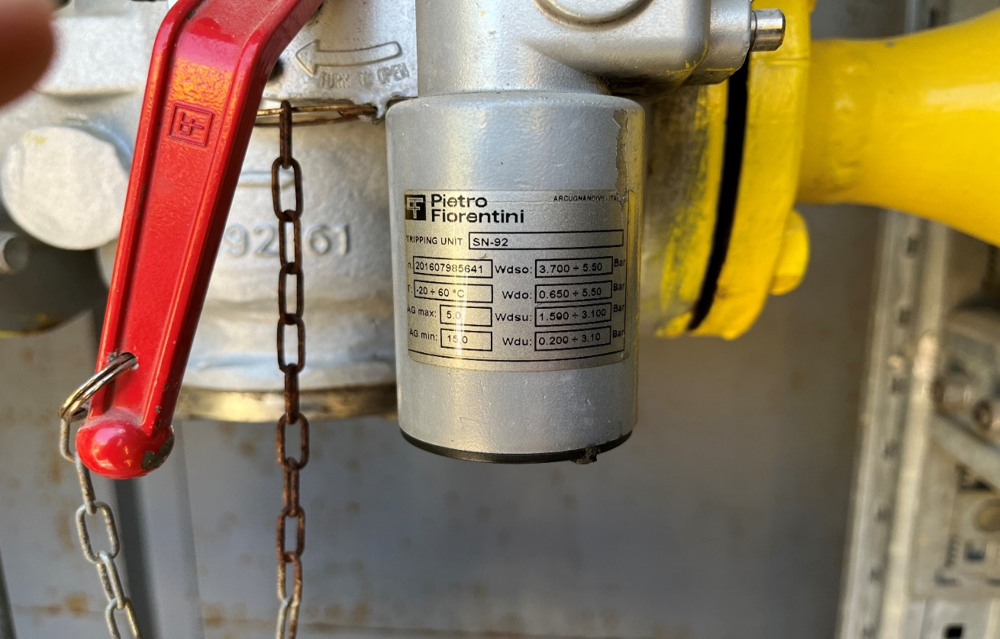 TURN TO OPEN
Pietro
Fiorentini
ARCUGNANO(VI) - ITALY
TRIPPING UNIT SN-92
n. 201607985641 Wdso: 3.700 ÷ 5.50 Bar
T: -20 ÷ 60 °C Wdo: 0.650 ÷ 5.50 Bar
AG max: 5.0 Wdsu: 1.500 ÷ 3.100 Bar
AG min: 15.0 Wdu: 0.200 ÷ 3.10 Bar
92 61